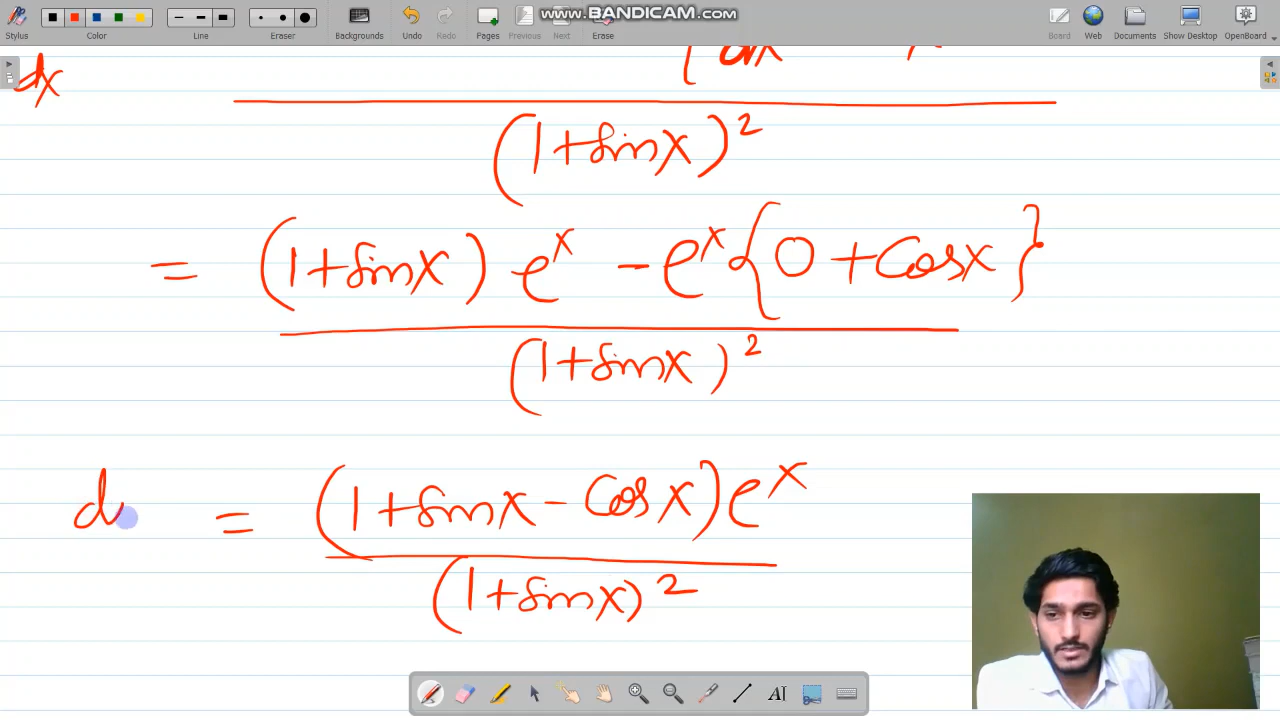 www.BANDICAM.com
Stylus Color Line Eraser Backgrounds Undo Pages Previous Next Erase Board Web Documents Show Desktop OpenBoard
dx
(1+sinx)²
= (1+sinx) eˣ - eˣ{0 + Cosx}
(1+sinx)²
d = (1+sinx - Cosx)eˣ
(1+sinx)²